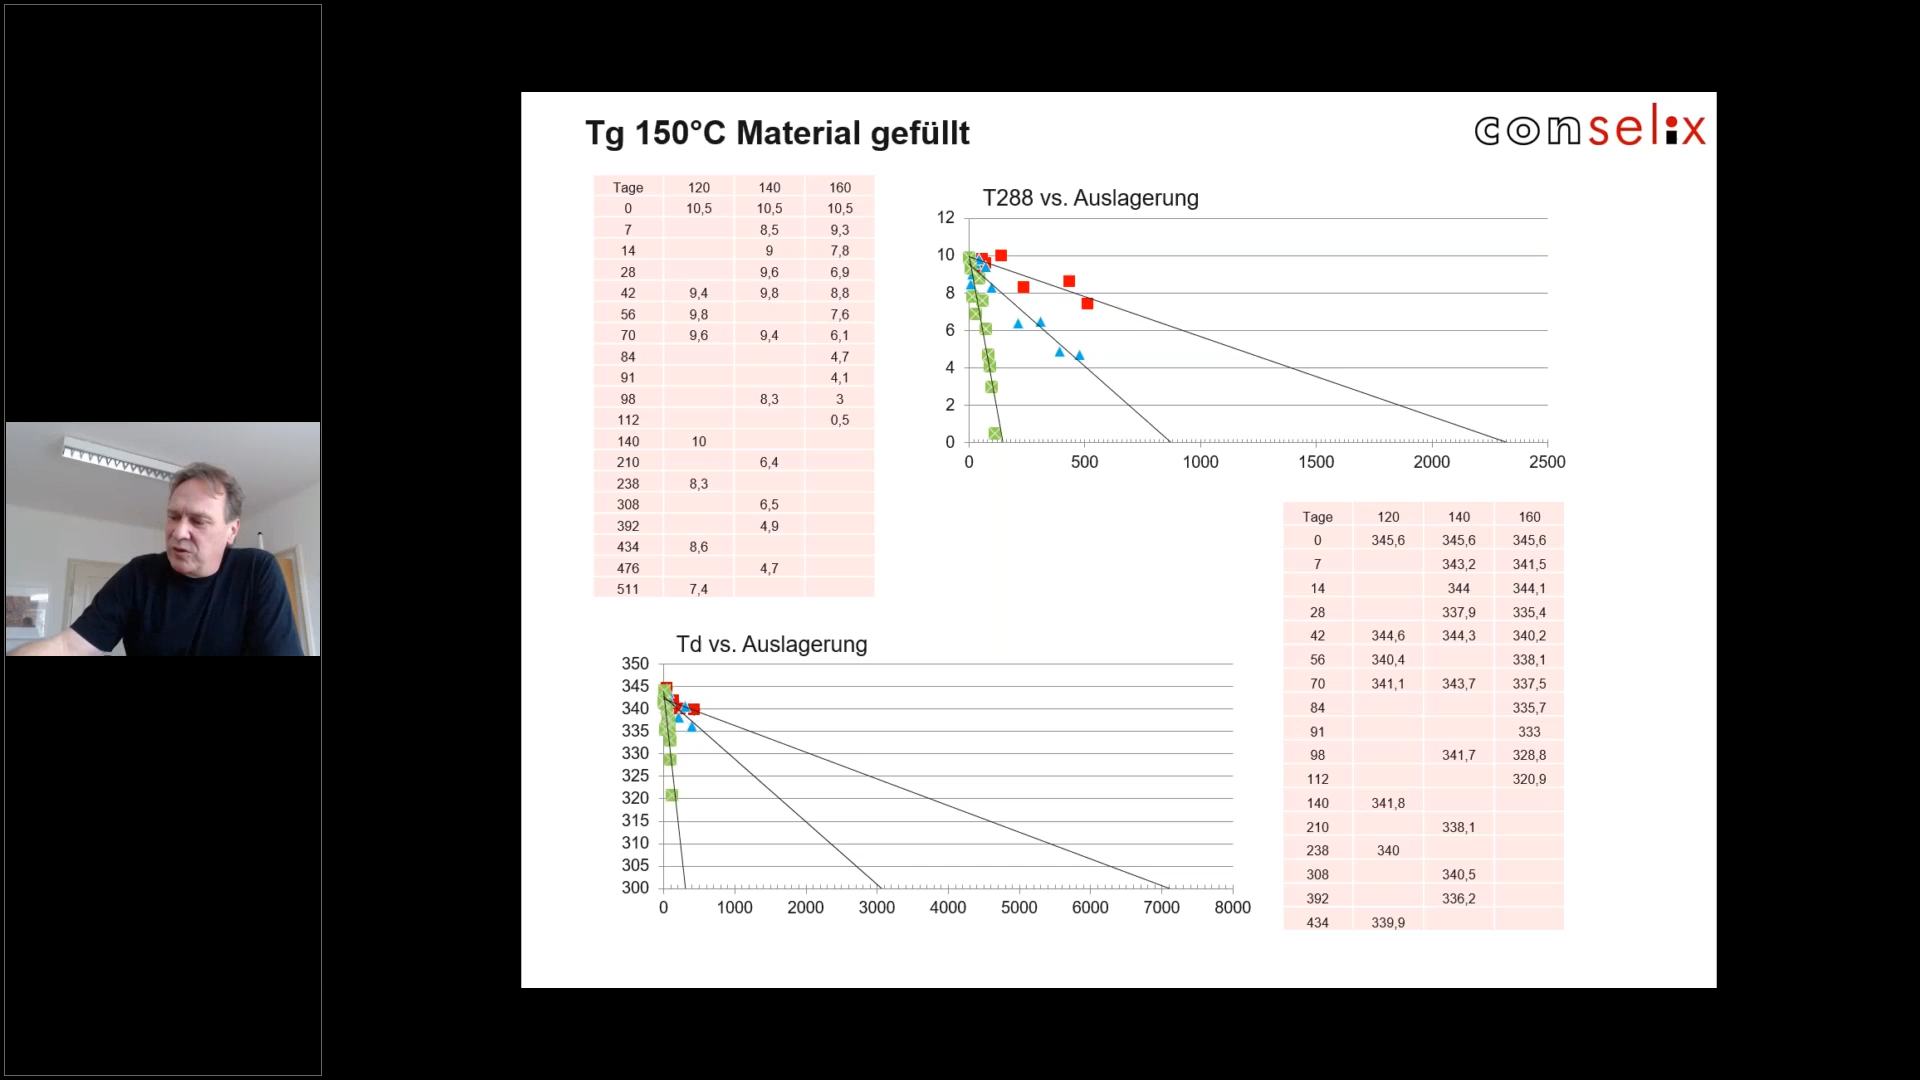 Tg 150°C Material gefüllt
conselix
Tage 120 140 160
0 10,5 10,5 10,5
7 8,5 9,3
14 9 7,8
28 9,6 6,9
42 9,4 9,8 8,8
56 9,8 7,6
70 9,6 9,4 6,1
84 4,7
91 4,1
98 8,3 3
112 0,5
140 10
210 6,4
238 8,3
308 6,5
392 4,9
434 8,6
476 4,7
511 7,4
T288 vs. Auslagerung
12
10
8
6
4
2
0
0 500 1000 1500 2000 2500
Td vs. Auslagerung
350
345
340
335
330
325
320
315
310
305
300
0 1000 2000 3000 4000 5000 6000 7000 8000
Tage 120 140 160
0 345,6 345,6 345,6
7 343,2 341,5
14 344 344,1
28 337,9 335,4
42 344,6 344,3 340,2
56 340,4 338,1
70 341,1 343,7 337,5
84 335,7
91 333
98 341,7 328,8
112 320,9
140 341,8
210 338,1
238 340
308 340,5
392 336,2
434 339,9